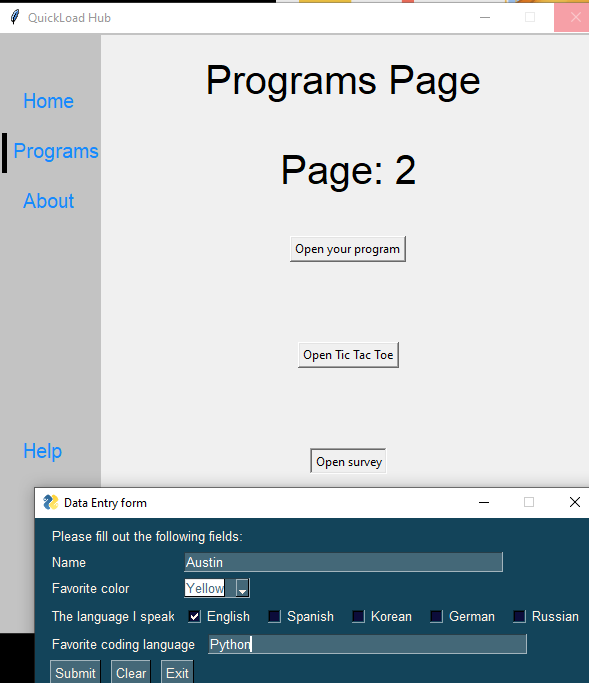 QuickLoad Hub
Programs Page
Home
Programs
Page: 2
About
Open your program
Open Tic Tac Toe
Help
Open survey
Data Entry form
Please fill out the following fields:
Name Austin
Favorite color Yellow
The language I speak English Spanish Korean German Russian
Favorite coding language Python
Submit Clear Exit